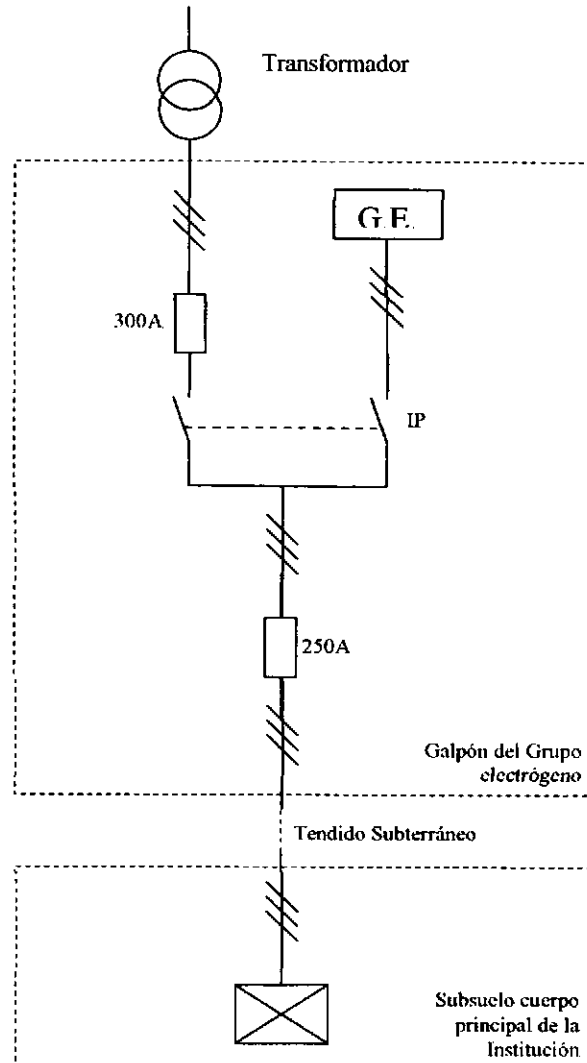 Transformador
G.E.
300A
IP
250A
Galpón del Grupo
electrógeno
Tendido Subterráneo
Subsuelo cuerpo
principal de la
Institución